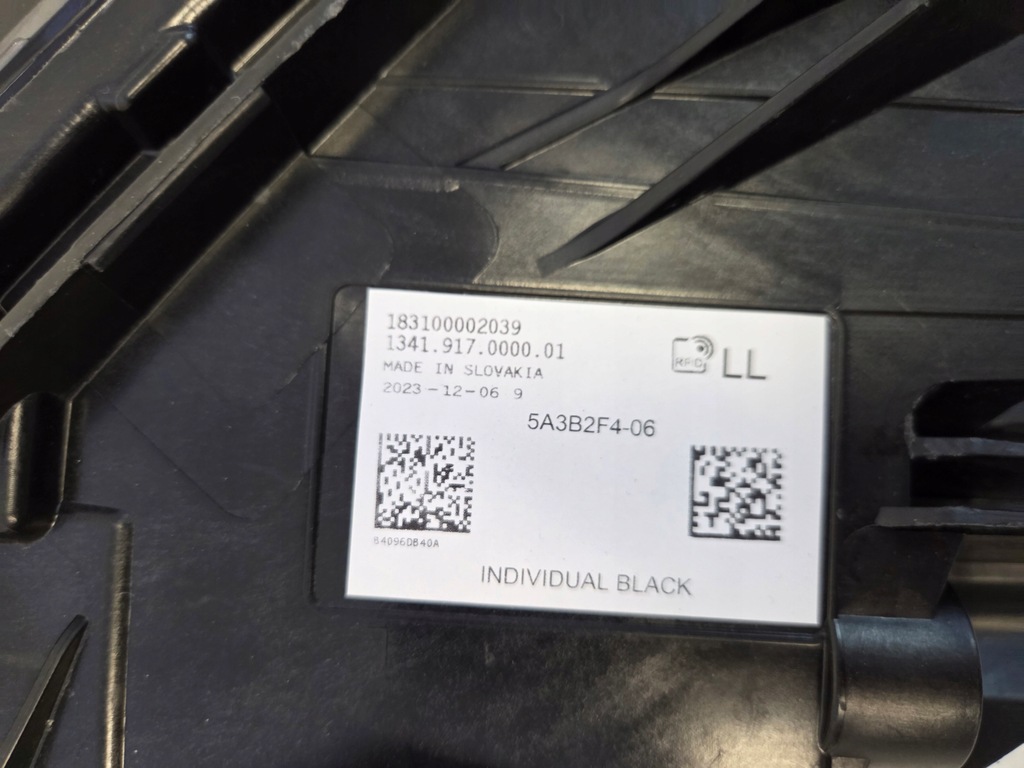 183100002039
1341.917.0000.01
MADE IN SLOVAKIA
2023-12-06 9
RFID
LL
5A3B2F4-06
84096DB40A
INDIVIDUAL BLACK